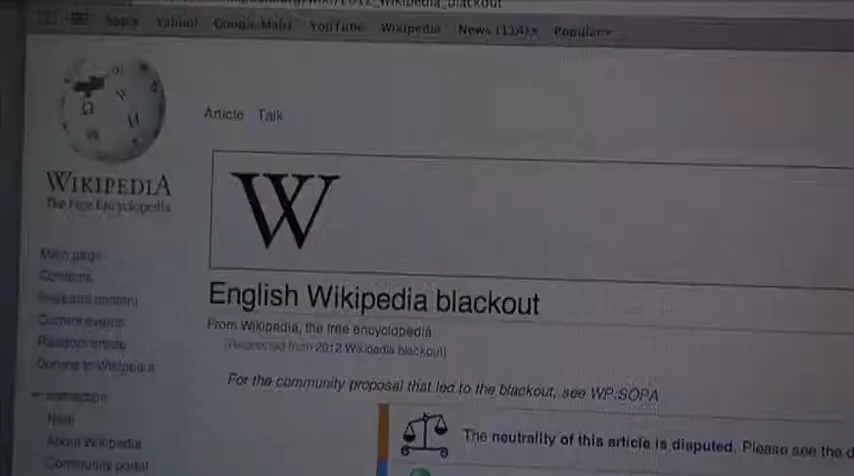 2012_Wikipedia_blackout
Apple Yahoo! Google Maps YouTube Wikipedia News (114) Popular
Article Talk
WIKIPEDIA
The Free Encyclopedia
W
Main page
Contents
Featured content
Current events
Random article
Donate to Wikipedia
English Wikipedia blackout
From Wikipedia, the free encyclopedia
(Redirected from 2012 Wikipedia blackout)
For the community proposal that led to the blackout, see WP:SOPA
Interaction
Help
About Wikipedia
Community portal
The neutrality of this article is disputed. Please see the